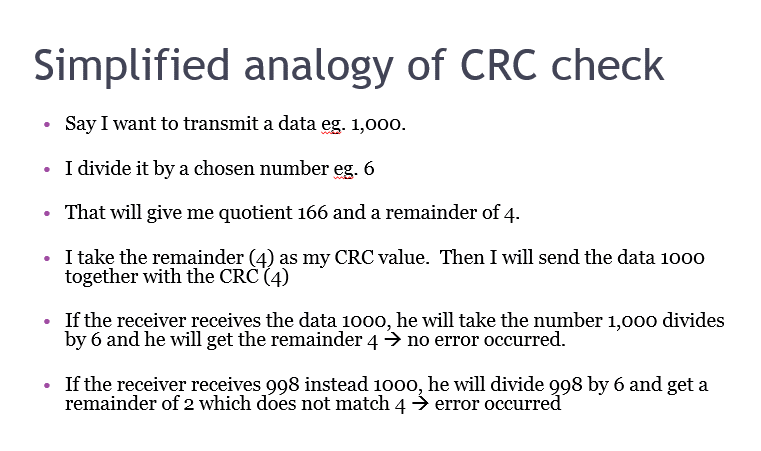 Simplified analogy of CRC check
• Say I want to transmit a data eg. 1,000.
• I divide it by a chosen number eg. 6
• That will give me quotient 166 and a remainder of 4.
• I take the remainder (4) as my CRC value.  Then I will send the data 1000
together with the CRC (4)
• If the receiver receives the data 1000, he will take the number 1,000 divides
by 6 and he will get the remainder 4 → no error occurred.
• If the receiver receives 998 instead 1000, he will divide 998 by 6 and get a
remainder of 2 which does not match 4 → error occurred